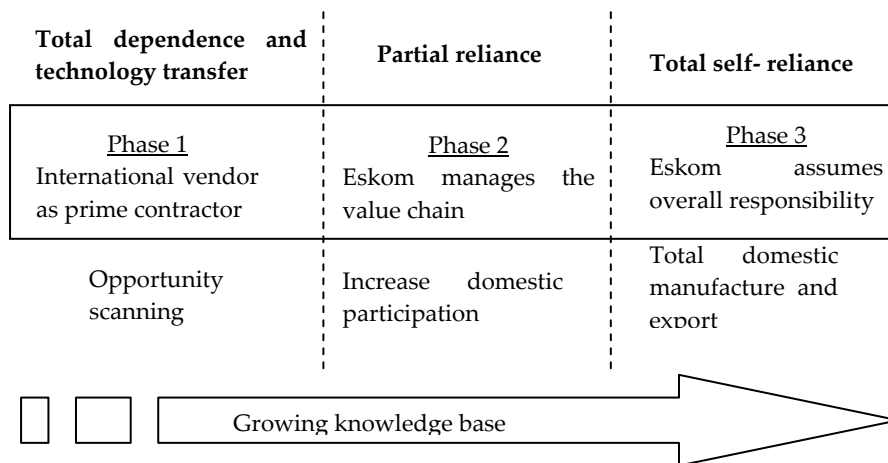 Total dependence and
technology transfer
Partial reliance
Total self- reliance
Phase 1
International vendor
as prime contractor
Phase 2
Eskom manages the
value chain
Phase 3
Eskom assumes
overall responsibility
Opportunity
scanning
Increase domestic
participation
Total domestic
manufacture and
export
Growing knowledge base